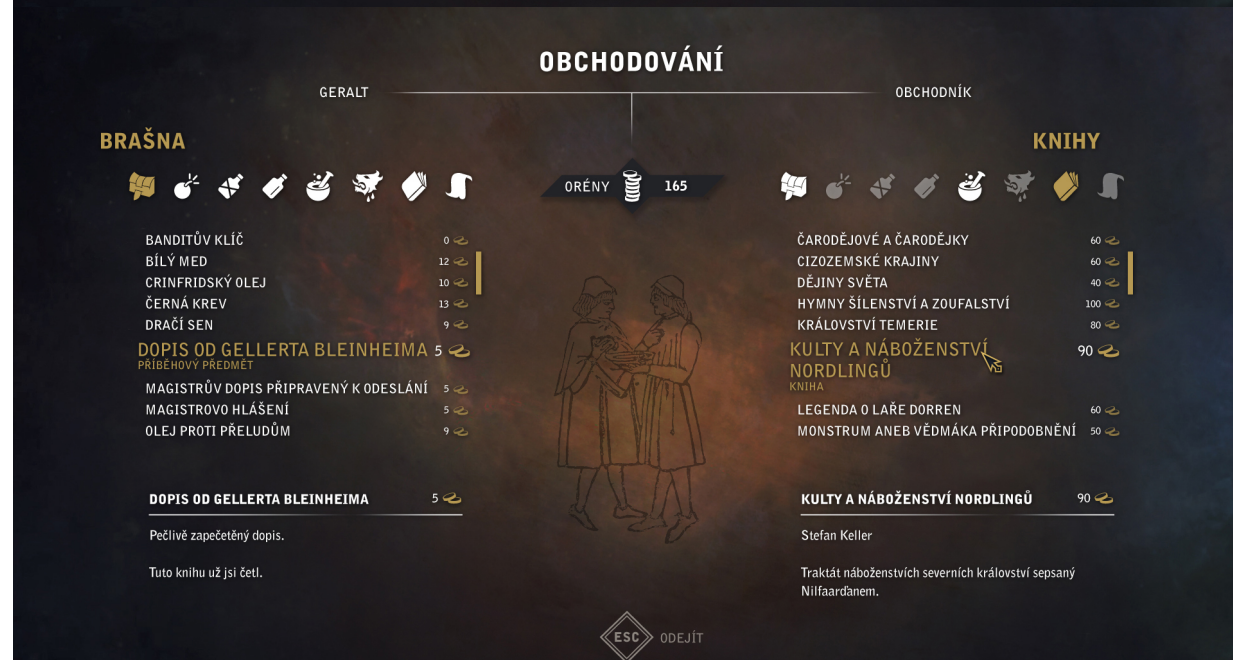 OBCHODOVÁNÍ
GERALT
OBCHODNÍK
BRAŠNA
KNIHY
ORÉNY 165
BANDITŮV KLÍČ 0
BÍLÝ MED 12
CRINFRIDSKÝ OLEJ 10
ČERNÁ KREV 13
DRAČÍ SEN 9
DOPIS OD GELLERTA BLEINHEIMA 5
PŘÍBĚHOVÝ PŘEDMĚT
MAGISTRŮV DOPIS PŘIPRAVENÝ K ODESLÁNÍ 5
MAGISTROVO HLÁŠENÍ 5
OLEJ PROTI PŘELUDŮM 9
ČARODĚJOVÉ A ČARODĚJKY 60
CIZOZEMSKÉ KRAJINY 60
DĚJINY SVĚTA 40
HYMNY ŠÍLENSTVÍ A ZOUFALSTVÍ 100
KRÁLOVSTVÍ TEMERIE 80
KULTY A NÁBOŽENSTVÍ 90
NORDLINGŮ
KNIHA
LEGENDA O LAŘE DORREN 60
MONSTRUM ANEB VĚDMÁKA PŘIPODOBNĚNÍ 50
DOPIS OD GELLERTA BLEINHEIMA 5
Pečlivě zapečetěný dopis.
Tuto knihu už jsi četl.
KULTY A NÁBOŽENSTVÍ NORDLINGŮ 90
Stefan Keller
Traktát náboženstvích severních království sepsaný
Nilfaarďanem.
ESC ODEJÍT